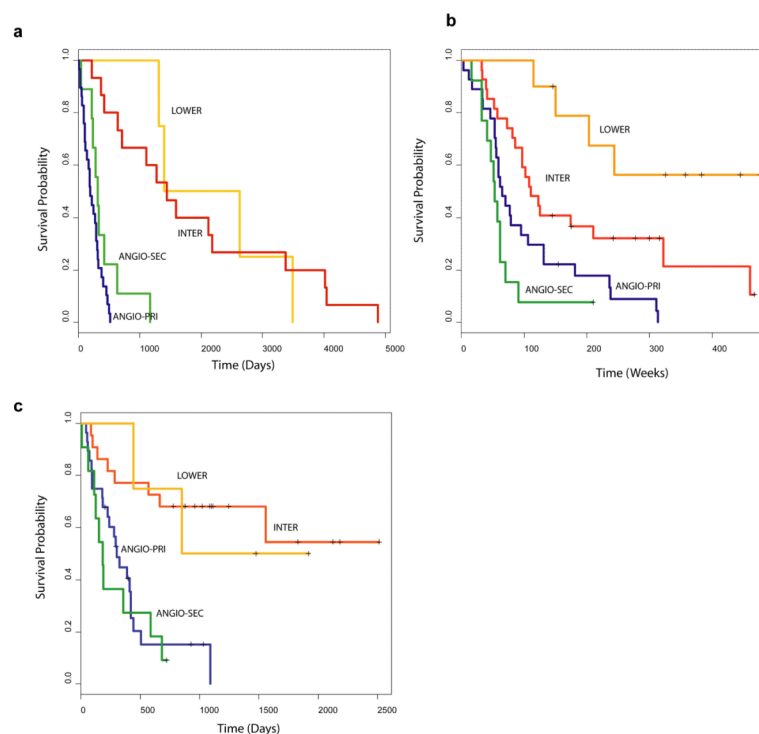 a
1.0
0.8
0.6
0.4
0.2
0.0
Survival Probability
LOWER
INTER
ANGIO-SEC
ANGIO-PRI
0 1000 2000 3000 4000 5000
Time (Days)
b
1.0
0.8
0.6
0.4
0.2
0.0
Survival Probability
LOWER
INTER
ANGIO-SEC
ANGIO-PRI
0 100 200 300 400
Time (Weeks)
c
1.0
0.8
0.6
0.4
0.2
0.0
Survival Probability
LOWER
INTER
ANGIO-PRI
ANGIO-SEC
0 500 1000 1500 2000 2500
Time (Days)